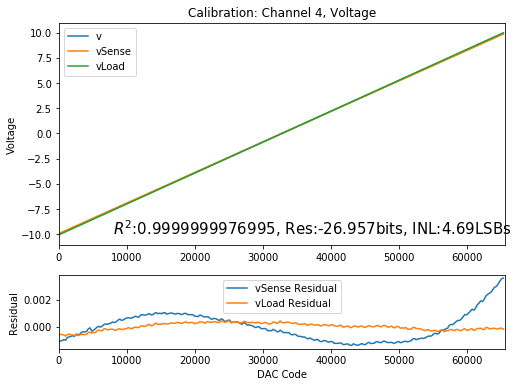 Calibration: Channel 4, Voltage
10.0
7.5
5.0
2.5
0.0
−2.5
−5.0
−7.5
−10.0
Voltage
v
vSense
vLoad
R²:0.9999999976995, Res:-26.957bits, INL:4.69LSBs
0 10000 20000 30000 40000 50000 60000
0.002
0.000
Residual
vSense Residual
vLoad Residual
0 10000 20000 30000 40000 50000 60000
DAC Code